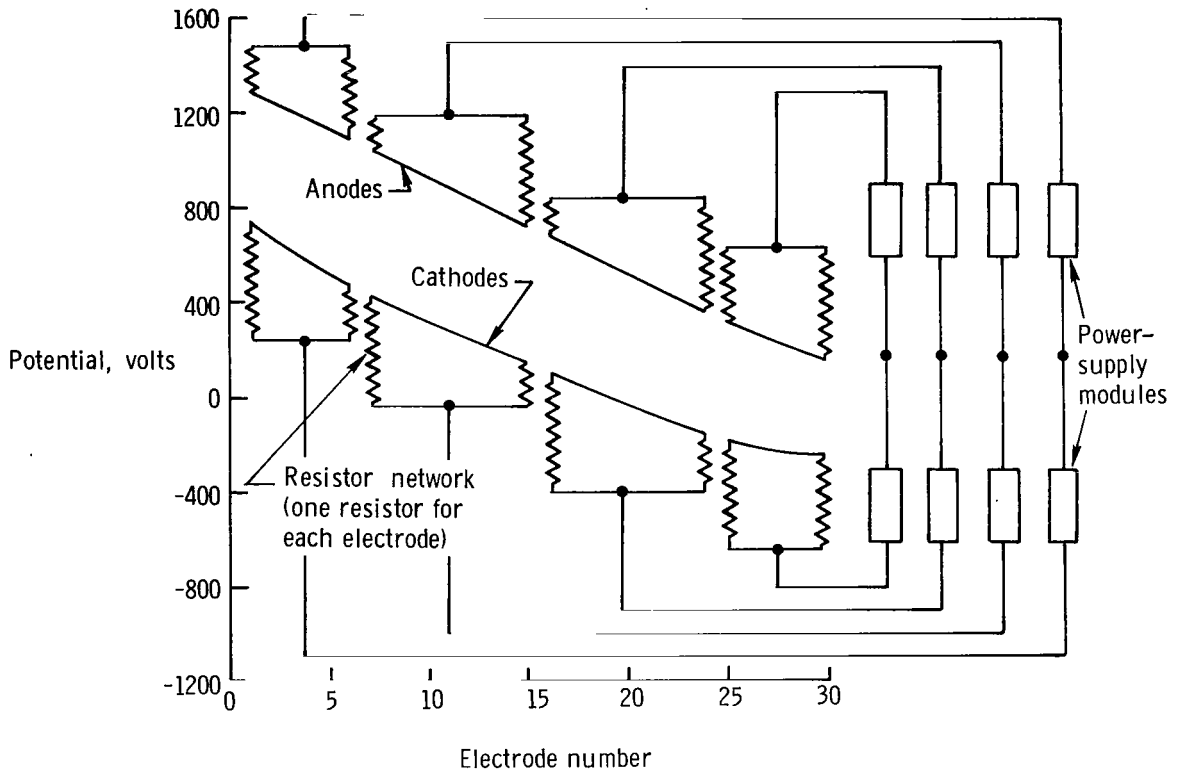 1600
1200
800
400
0
-400
-800
-1200
Potential, volts
Anodes
Cathodes
Resistor network
(one resistor for
each electrode)
Power-
supply
modules
0
5
10
15
20
25
30
Electrode number